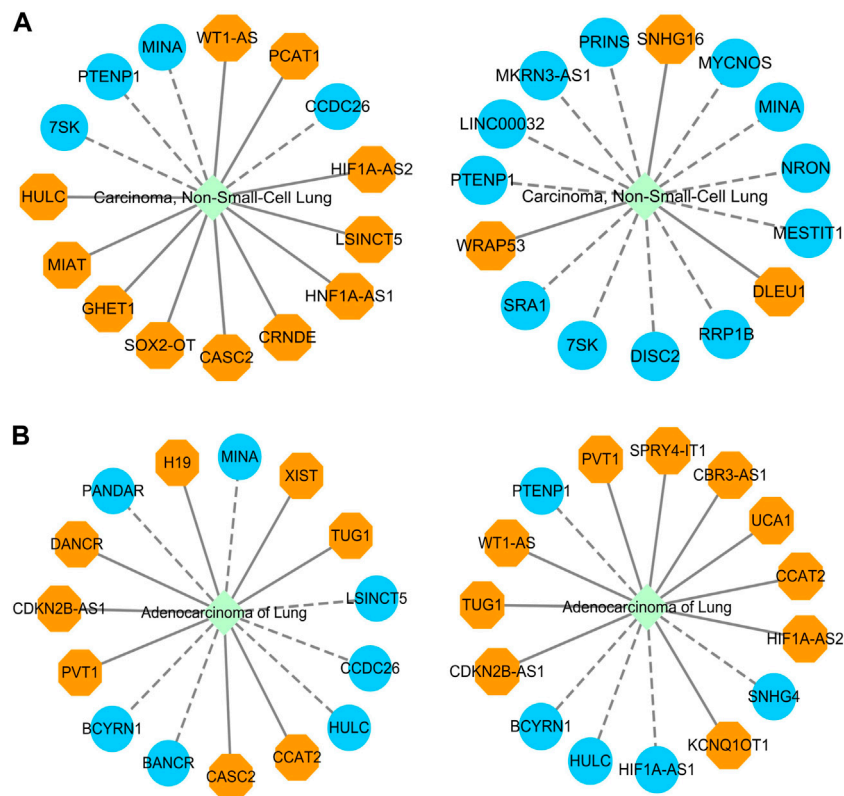 A
WT1-AS
MINA
PCAT1
PTENP1
CCDC26
7SK
HIF1A-AS2
HULC
Carcinoma, Non-Small-Cell Lung
LSINCT5
MIAT
HNF1A-AS1
GHET1
SOX2-OT
CRNDE
CASC2
SNHG16
PRINS
MYCNOS
MKRN3-AS1
MINA
LINC00032
NRON
PTENP1
Carcinoma, Non-Small-Cell Lung
MESTIT1
WRAP53
DLEU1
SRA1
RRP1B
7SK
DISC2
B
H19
MINA
XIST
PANDAR
TUG1
DANCR
LSINCT5
CDKN2B-AS1
Adenocarcinoma of Lung
CCDC26
PVT1
HULC
BCYRN1
BANCR
CCAT2
CASC2
SPRY4-IT1
PVT1
CBR3-AS1
PTENP1
UCA1
WT1-AS
CCAT2
TUG1
Adenocarcinoma of Lung
HIF1A-AS2
CDKN2B-AS1
SNHG4
BCYRN1
KCNQ1OT1
HULC
HIF1A-AS1